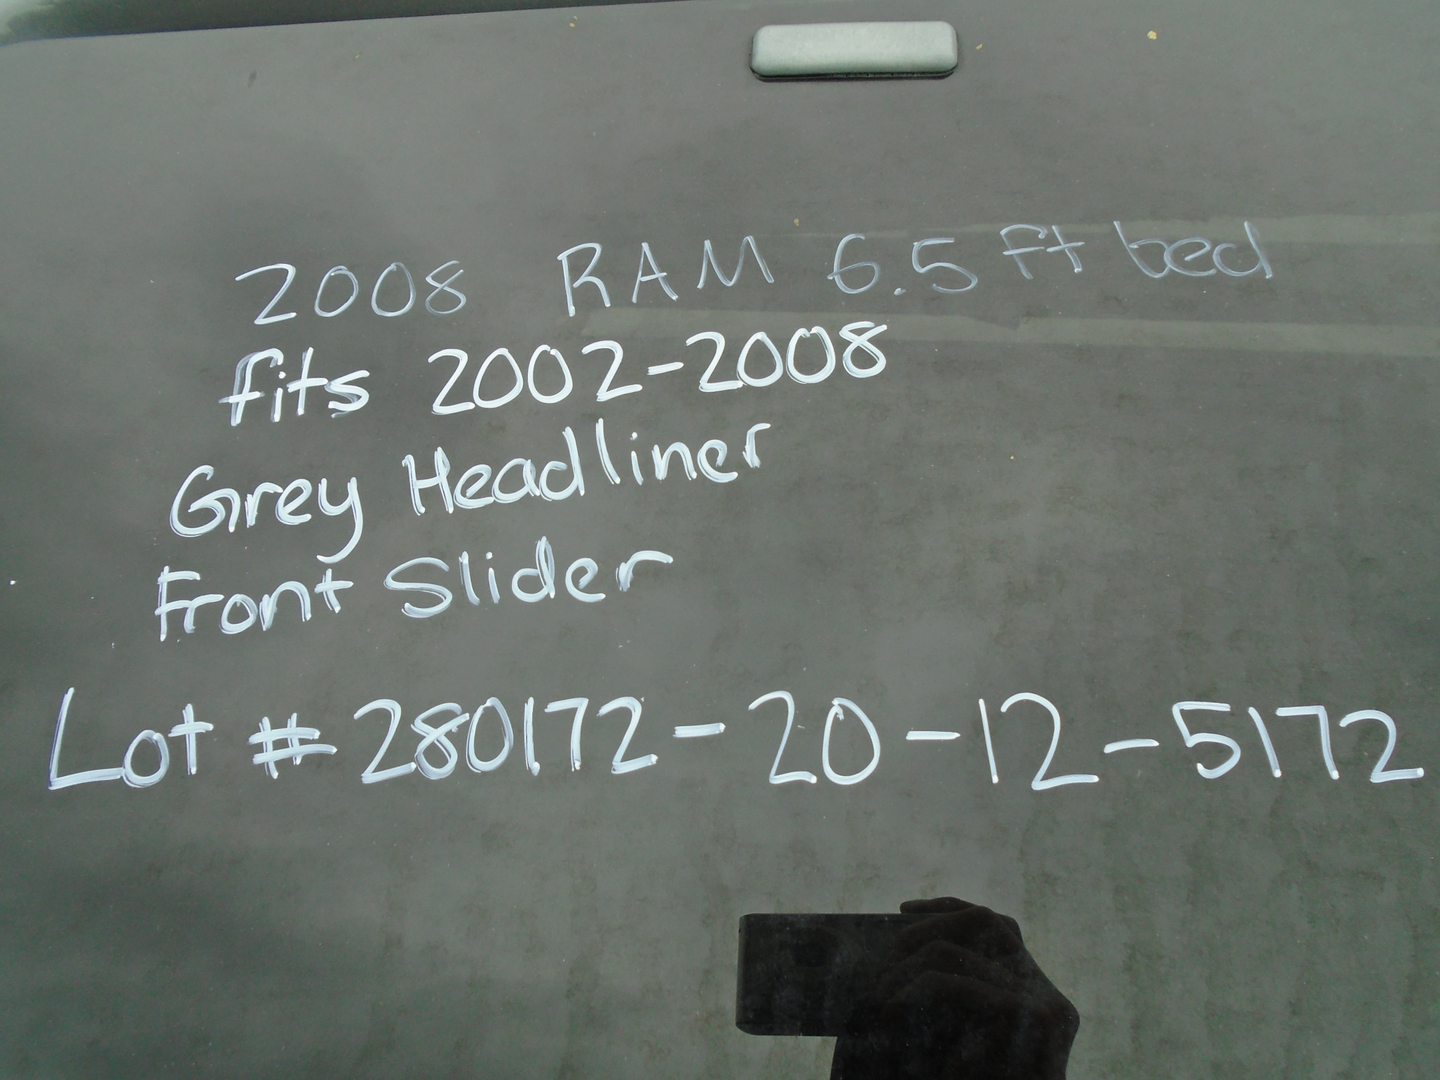 2008 RAM 6.5 ft bed
fits 2002-2008
Grey Headliner
Front Slider
Lot # 280172-20-12-5172